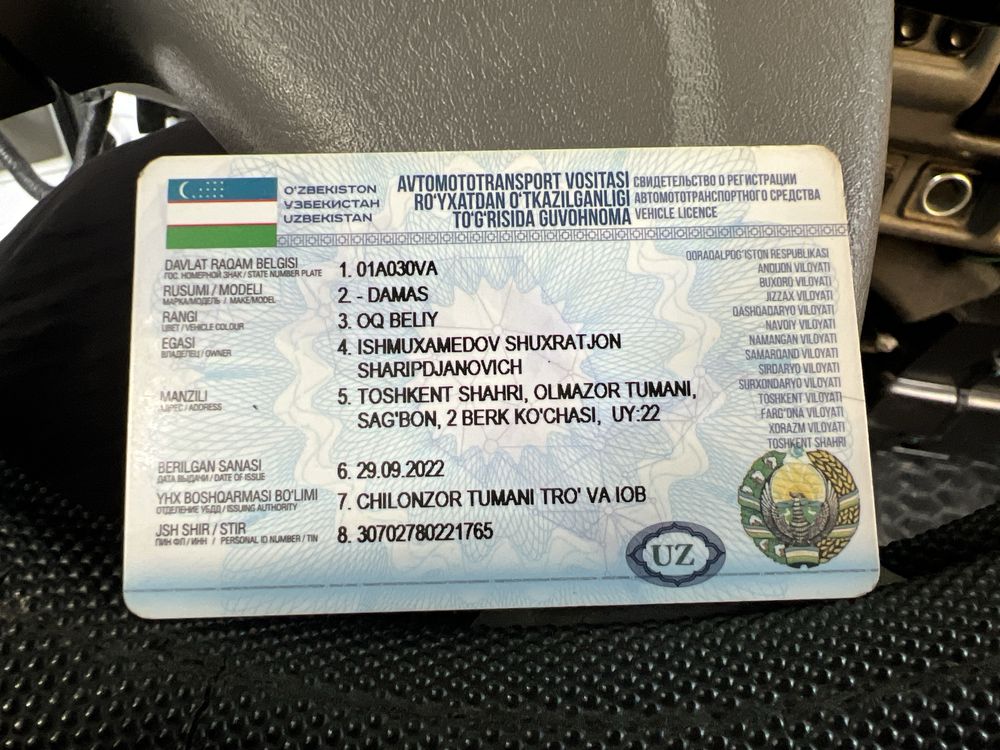 O'ZBEKISTON
УЗБЕКИСТАН
UZBEKISTAN
AVTOMOTOTRANSPORT VOSITASI
RO'YXATDAN O'TKAZILGANLIGI
TO'G'RISIDA GUVOHNOMA
СВИДЕТЕЛЬСТВО О РЕГИСТРАЦИИ
АВТОМОТОТРАНСПОРТНОГО СРЕДСТВА
VEHICLE LICENCE
DAVLAT RAQAM BELGISI
ГОС. НОМЕРНОЙ ЗНАК / STATE NUMBER PLATE
1. 01A030VA
RUSUMI / MODELI
МАРКА/МОДЕЛЬ / MAKE/MODEL
2. - DAMAS
RANGI
ЦВЕТ / VEHICLE COLOUR
3. OQ BELIY
EGASI
ВЛАДЕЛЕЦ / OWNER
4. ISHMUXAMEDOV SHUXRATJON
SHARIPDJANOVICH
MANZILI
АДРЕС / ADDRESS
5. TOSHKENT SHAHRI, OLMAZOR TUMANI,
SAG'BON, 2 BERK KO'CHASI, UY:22
BERILGAN SANASI
ДАТА ВЫДАЧИ / DATE OF ISSUE
6. 29.09.2022
YHX BOSHQARMASI BO'LIMI
ОТДЕЛЕНИЕ УБДД / ISSUING AUTHORITY
7. CHILONZOR TUMANI TRO' VA IOB
JSH SHIR / STIR
ПИН ФЛ / ИНН / PERSONAL ID NUMBER / TIN
8. 30702780221765
QORAQALPOG'ISTON RESPUBLIKASI
ANDIJON VILOYATI
BUXORO VILOYATI
JIZZAX VILOYATI
QASHQADARYO VILOYATI
NAVOIY VILOYATI
NAMANGAN VILOYATI
SAMARQAND VILOYATI
SIRDARYO VILOYATI
SURXONDARYO VILOYATI
TOSHKENT VILOYATI
FARG'ONA VILOYATI
XORAZM VILOYATI
TOSHKENT SHAHRI
UZ